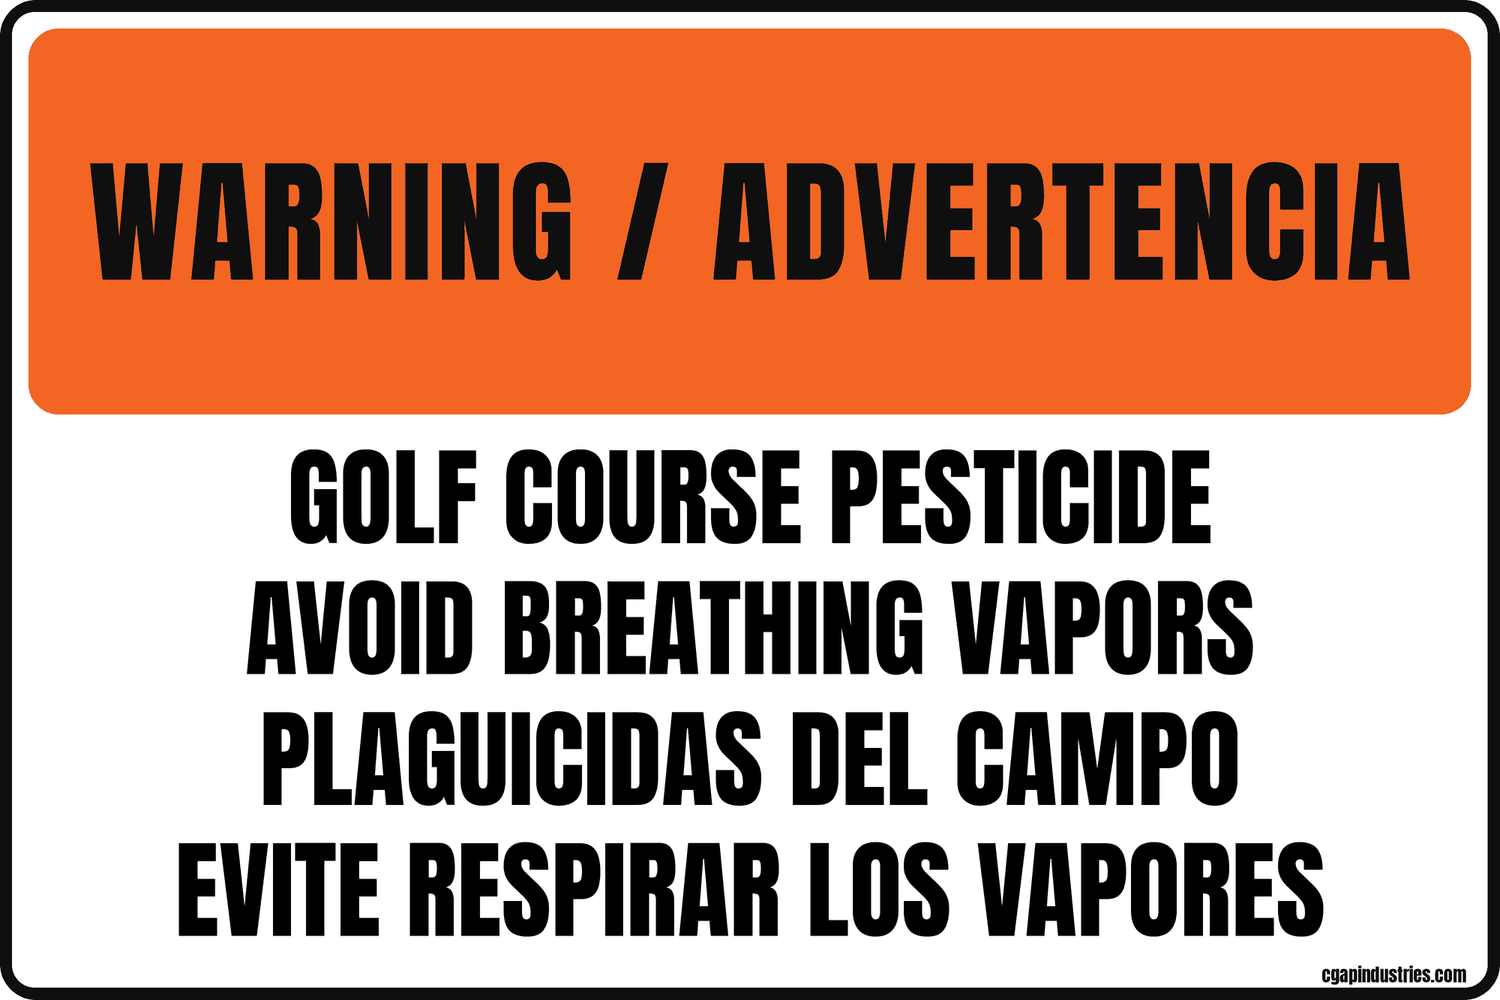 WARNING / ADVERTENCIA
GOLF COURSE PESTICIDE
AVOID BREATHING VAPORS
PLAGUICIDAS DEL CAMPO
EVITE RESPIRAR LOS VAPORES
cgapindustries.com